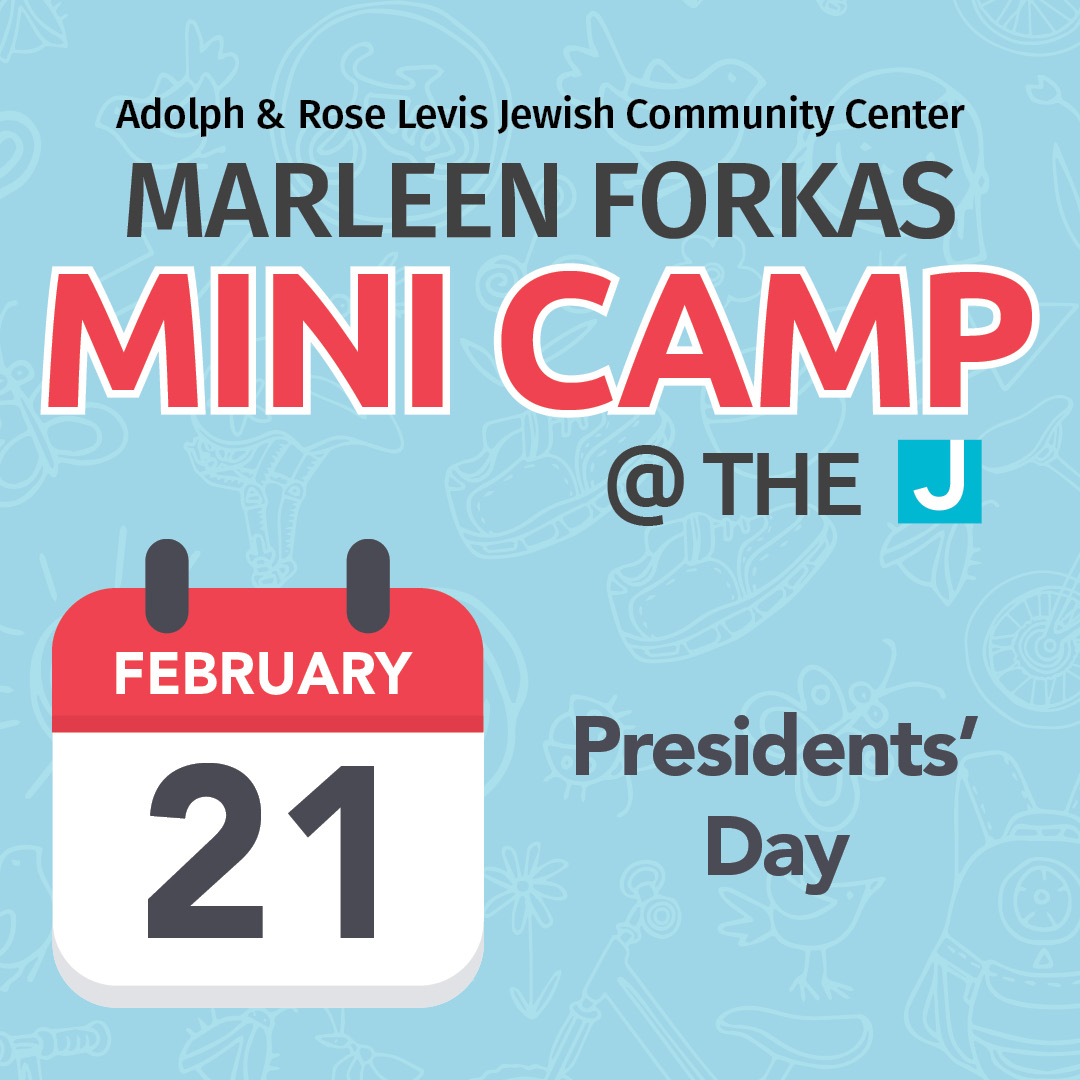 Adolph & Rose Levis Jewish Community Center
MARLEEN FORKAS
MINI CAMP
@ THE J
FEBRUARY
21
Presidents’
Day